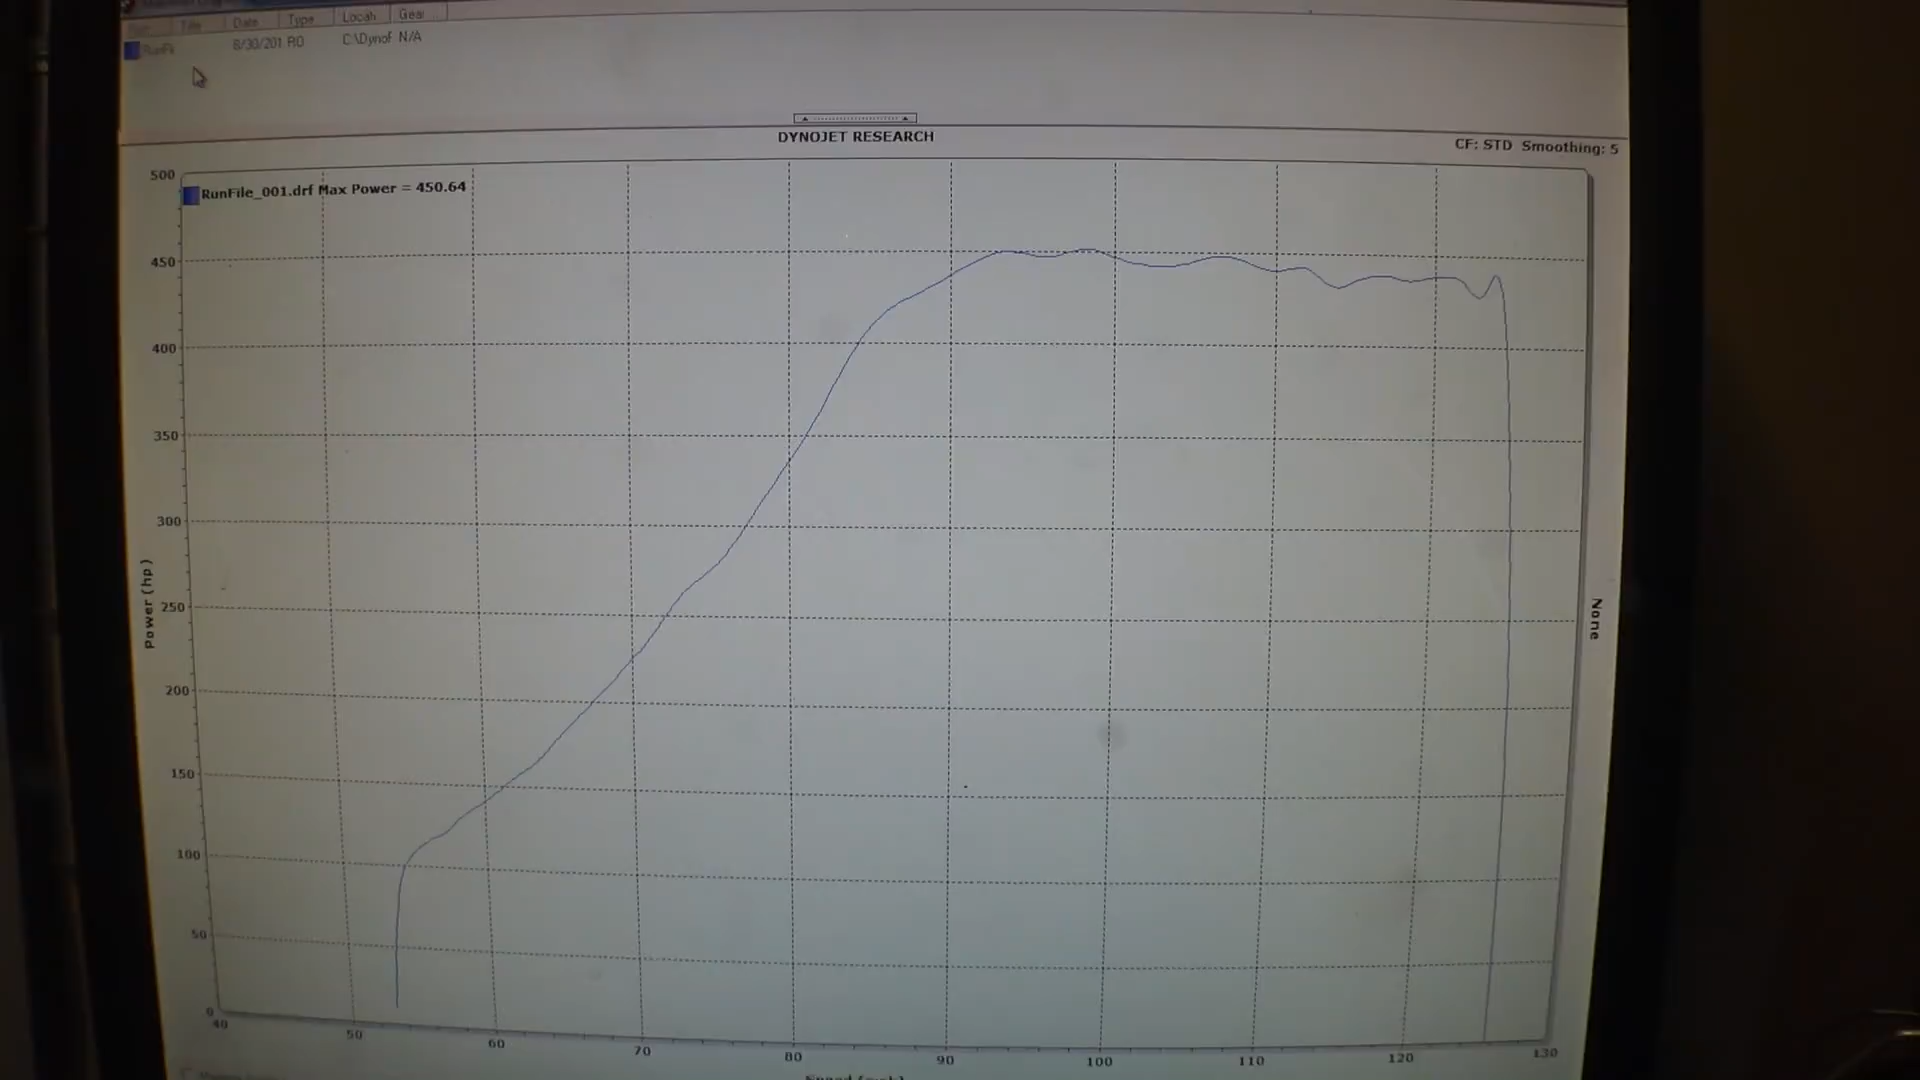 Date Type Locati Gear
RunFil 8/30/201 RO C:\DynoF N/A
DYNOJET RESEARCH
CF: STD Smoothing: 5
RunFile_001.drf Max Power = 450.64
500
450
400
350
300
250
200
150
100
50
0
Power (hp)
None
40 50 60 70 80 90 100 110 120 130